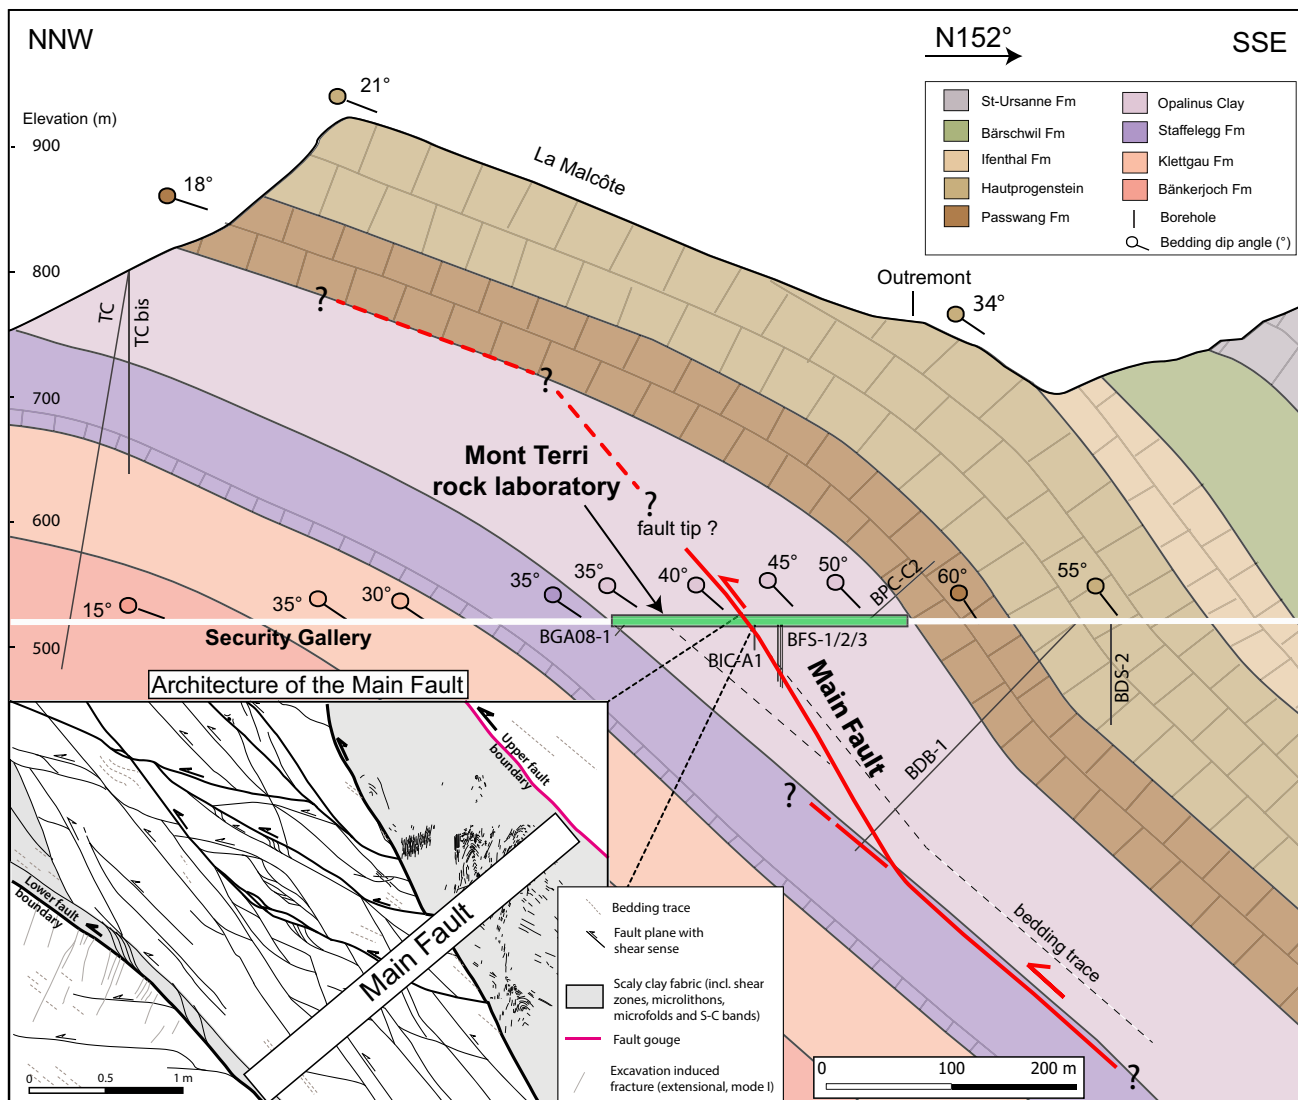 NNW
N152°
SSE
St-Ursanne Fm
Bärschwil Fm
Ifenthal Fm
Hautprogenstein
Passwang Fm
Opalinus Clay
Staffelegg Fm
Klettgau Fm
Bänkerjoch Fm
Borehole
Bedding dip angle (°)
Elevation (m)
900
800
700
600
500
21°
18°
La Malcôte
Outremont
34°
TC
TC bis
?
?
?
Mont Terri
rock laboratory
fault tip ?
35°
35°
40°
45°
50°
BPC-C2
60°
55°
15°
35°
30°
Security Gallery
BGA08-1
BIC-A1
BFS-1/2/3
Main Fault
BDB-1
BDS-2
?
bedding trace
?
Architecture of the Main Fault
Upper fault
boundary
Lower fault
boundary
Main Fault
0
0.5
1 m
Bedding trace
Fault plane with
shear sense
Scaly clay fabric (incl. shear
zones, microlithons,
microfolds and S-C bands)
Fault gouge
Excavation induced
fracture (extensional, mode I)
0
100
200 m